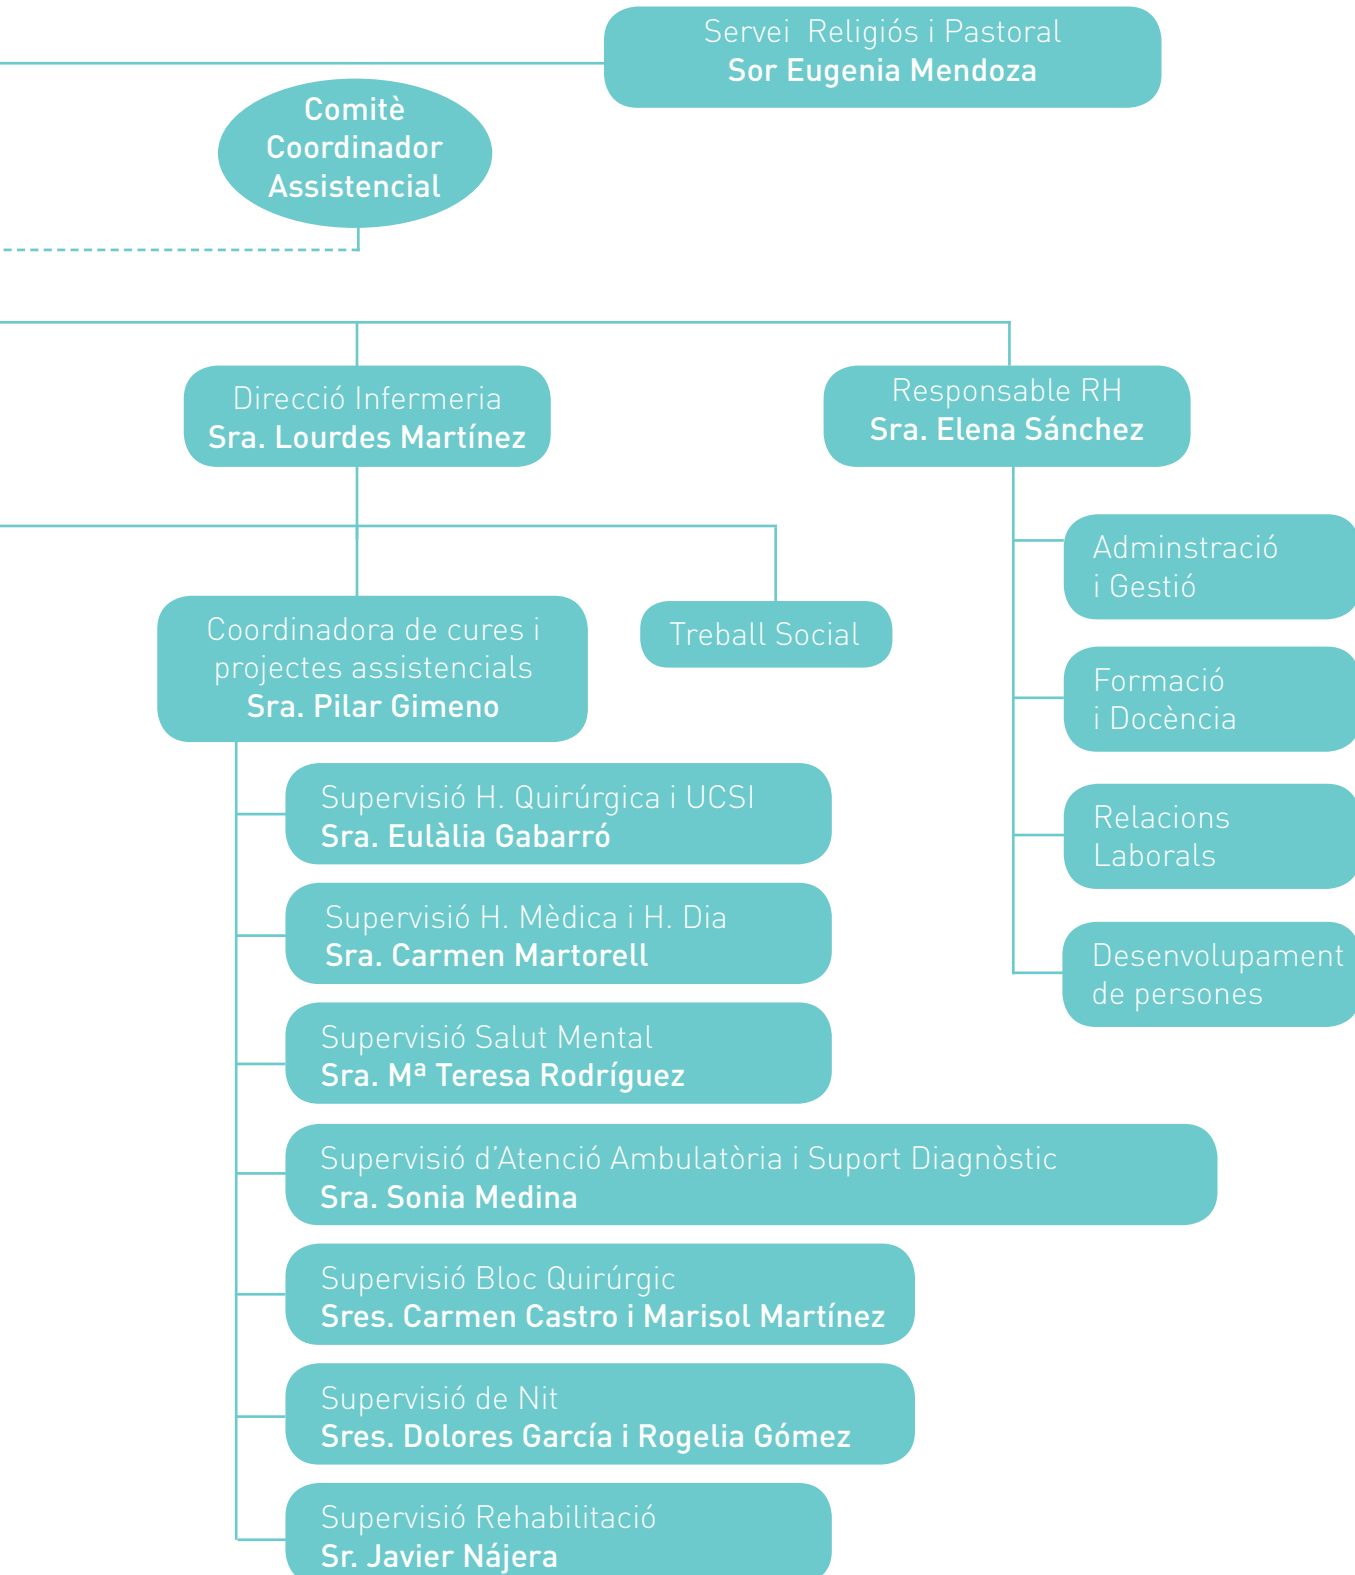 Servei Religiós i Pastoral
Sor Eugenia Mendoza
Comitè
Coordinador
Assistencial
Direcció Infermeria
Sra. Lourdes Martínez
Responsable RH
Sra. Elena Sánchez
Adminstració
i Gestió
Formació
i Docència
Relacions
Laborals
Desenvolupament
de persones
Coordinadora de cures i
projectes assistencials
Sra. Pilar Gimeno
Treball Social
Supervisió H. Quirúrgica i UCSI
Sra. Eulàlia Gabarró
Supervisió H. Mèdica i H. Dia
Sra. Carmen Martorell
Supervisió Salut Mental
Sra. Mª Teresa Rodríguez
Supervisió d'Atenció Ambulatòria i Suport Diagnòstic
Sra. Sonia Medina
Supervisió Bloc Quirúrgic
Sres. Carmen Castro i Marisol Martínez
Supervisió de Nit
Sres. Dolores García i Rogelia Gómez
Supervisió Rehabilitació
Sr. Javier Nájera